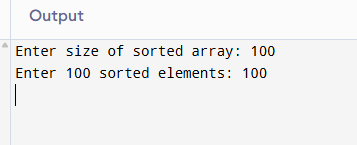 Output
Enter size of sorted array: 100
Enter 100 sorted elements: 100